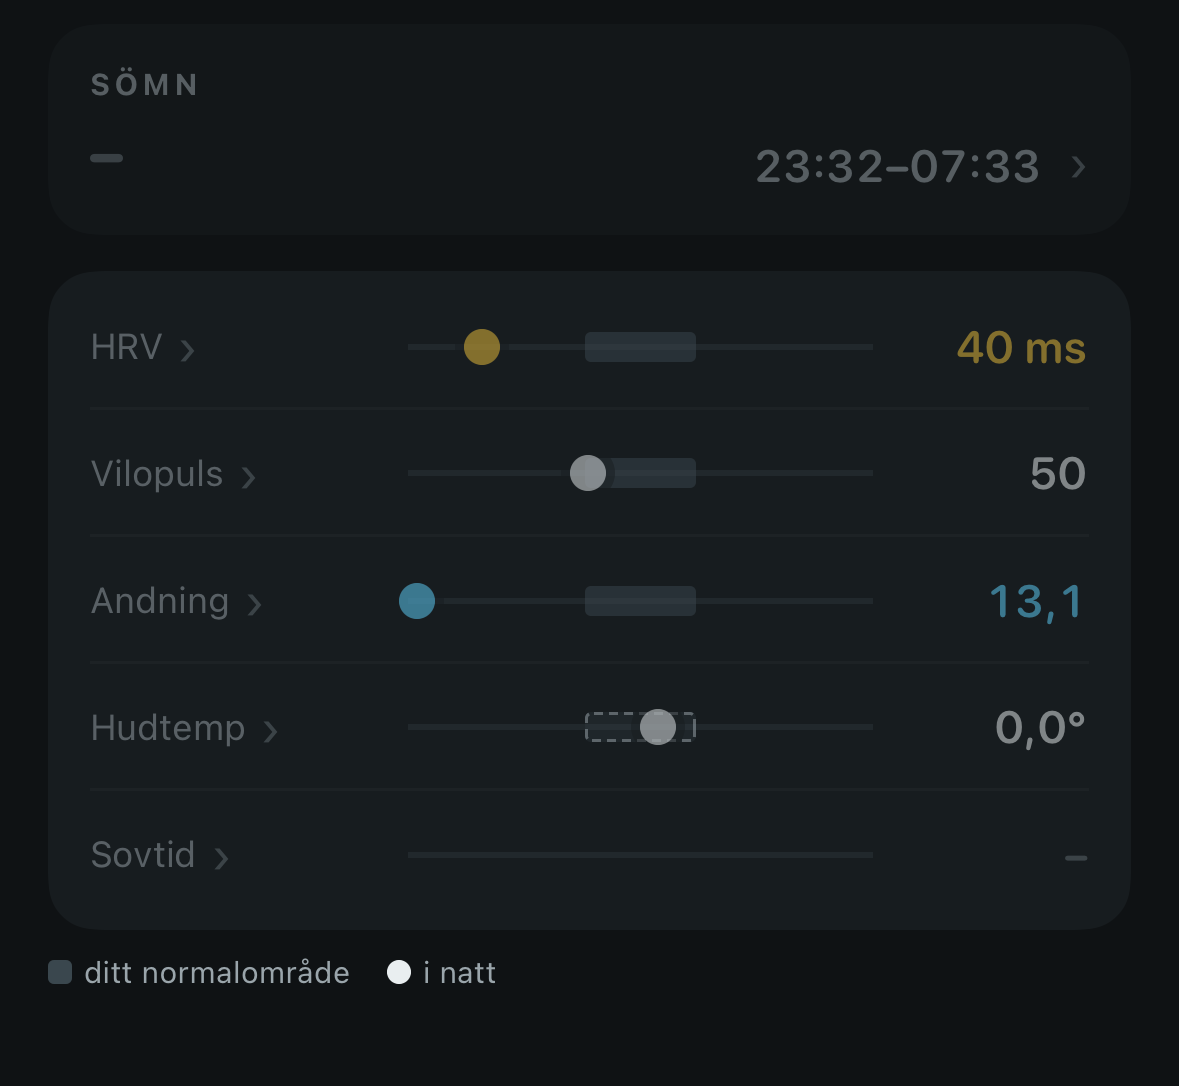 SÖMN
– 23:32–07:33 ›
HRV › 40 ms
Vilopuls › 50
Andning › 13,1
Hudtemp › 0,0°
Sovtid › –
ditt normalområde i natt